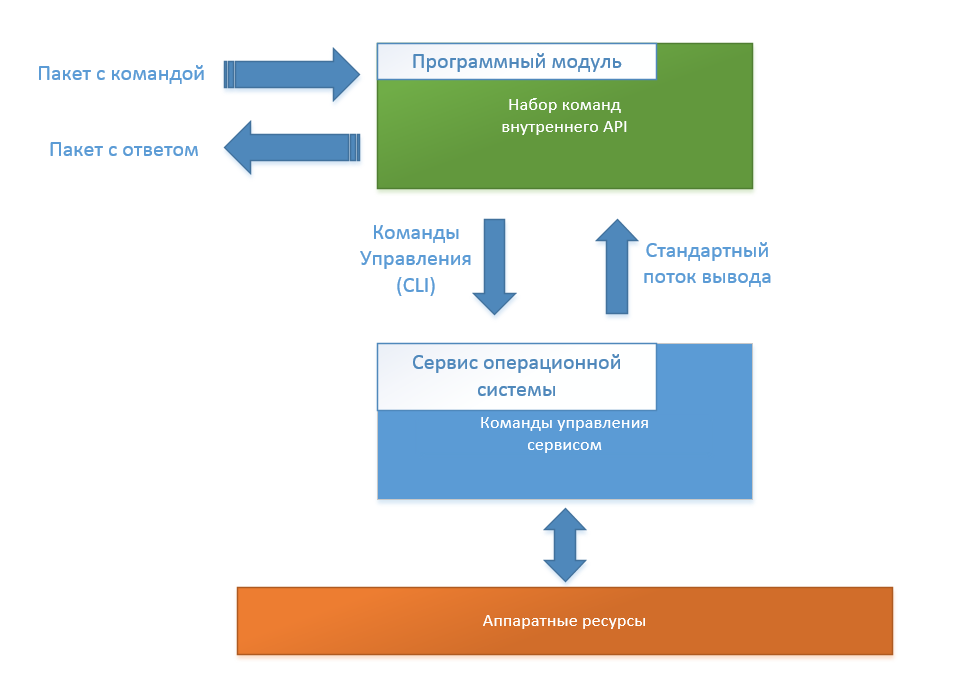 Пакет с командой
Пакет с ответом
Программный модуль
Набор команд
внутреннего API
Команды
Управления
(CLI)
Стандартный
поток вывода
Сервис операционной
системы
Команды управления
сервисом
Аппаратные ресурсы